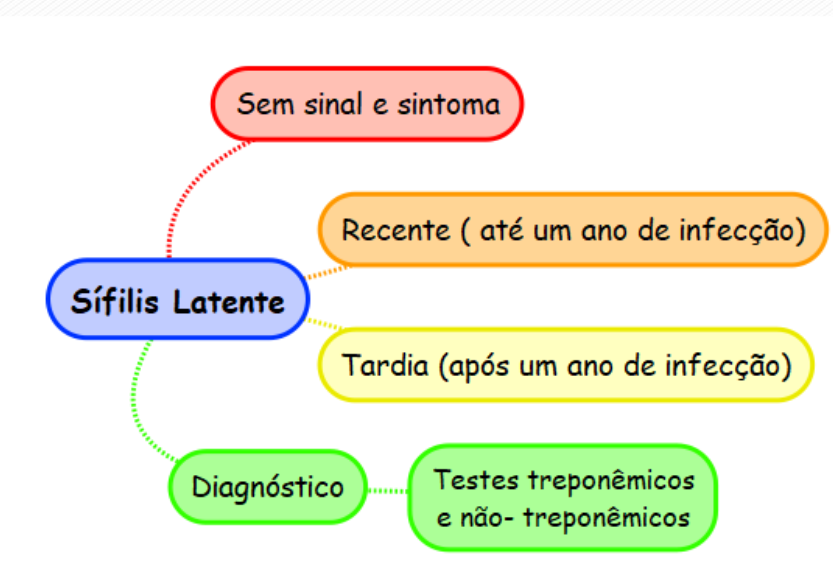 Sem sinal e sintoma
Recente ( até um ano de infecção)
Sífilis Latente
Tardia (após um ano de infecção)
Diagnóstico
Testes treponêmicos
e não- treponêmicos